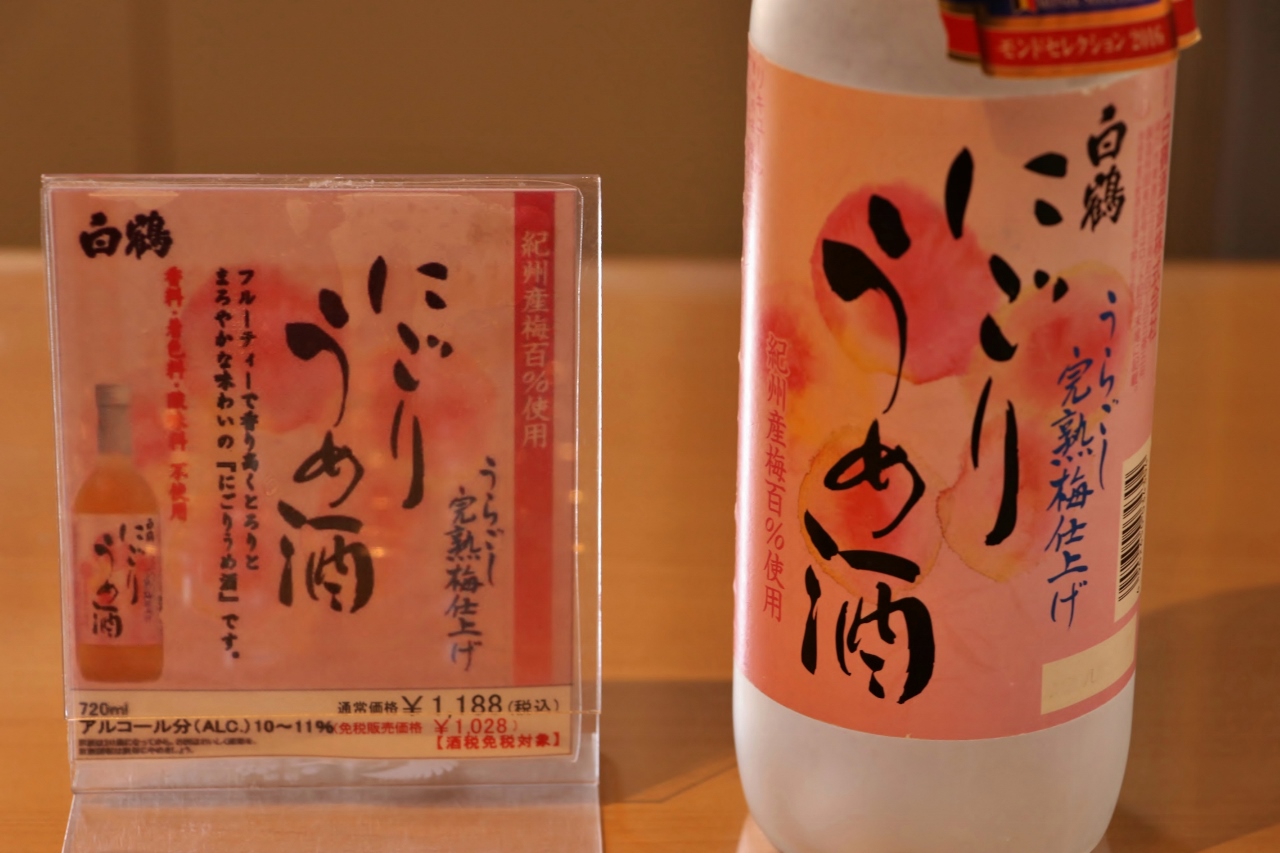 白鶴
紀州産梅百%使用
にごり
うめ酒
うらごし
完熟梅仕上げ
フルーティーで香り高くとろりと
まろやかな味わいの『にごりうめ酒』です。
香料・着色料・酸味料 不使用
白鶴
にごり
うめ酒
720ml
通常価格 ¥1,188(税込)
アルコール分(ALC.)10〜11%(免税販売価格 ¥1,028)
【酒税免税対象】
モンドセレクション 2016
白鶴
にごり
うめ酒
うらごし
完熟梅仕上げ
紀州産梅百%使用